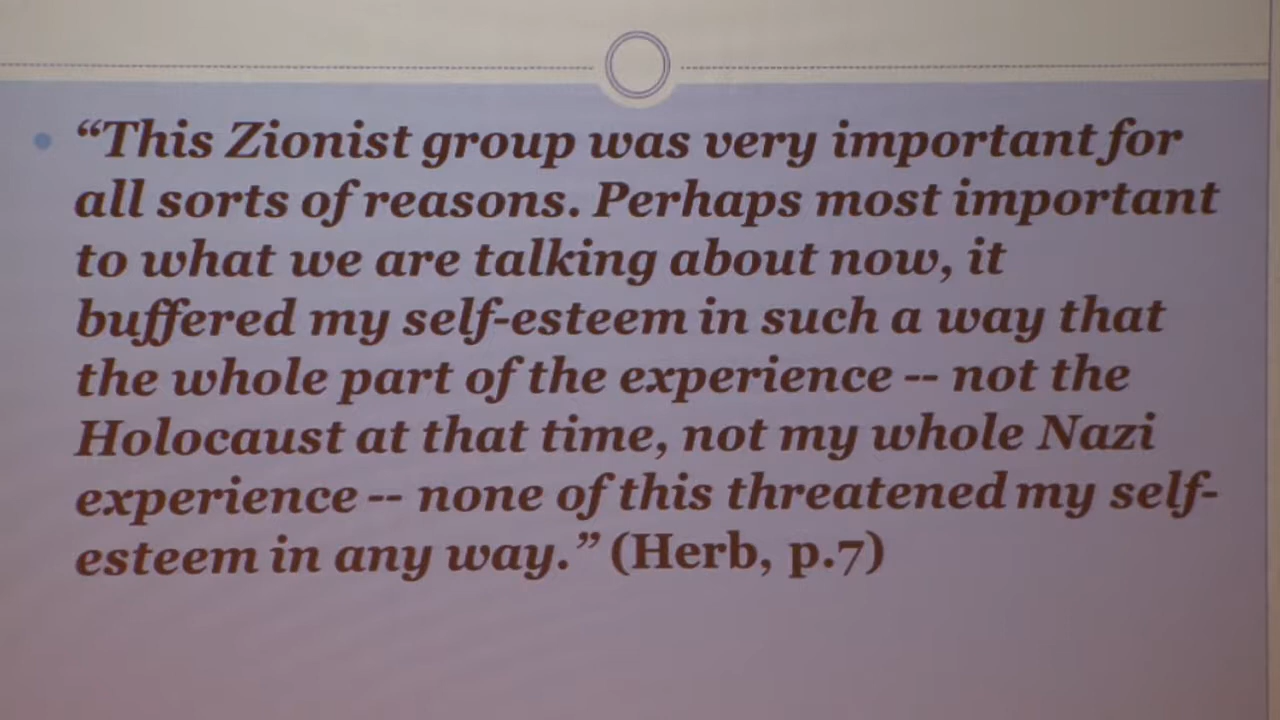 “This Zionist group was very important for
all sorts of reasons. Perhaps most important
to what we are talking about now, it
buffered my self-esteem in such a way that
the whole part of the experience -- not the
Holocaust at that time, not my whole Nazi
experience -- none of this threatened my self-
esteem in any way.” (Herb, p.7)